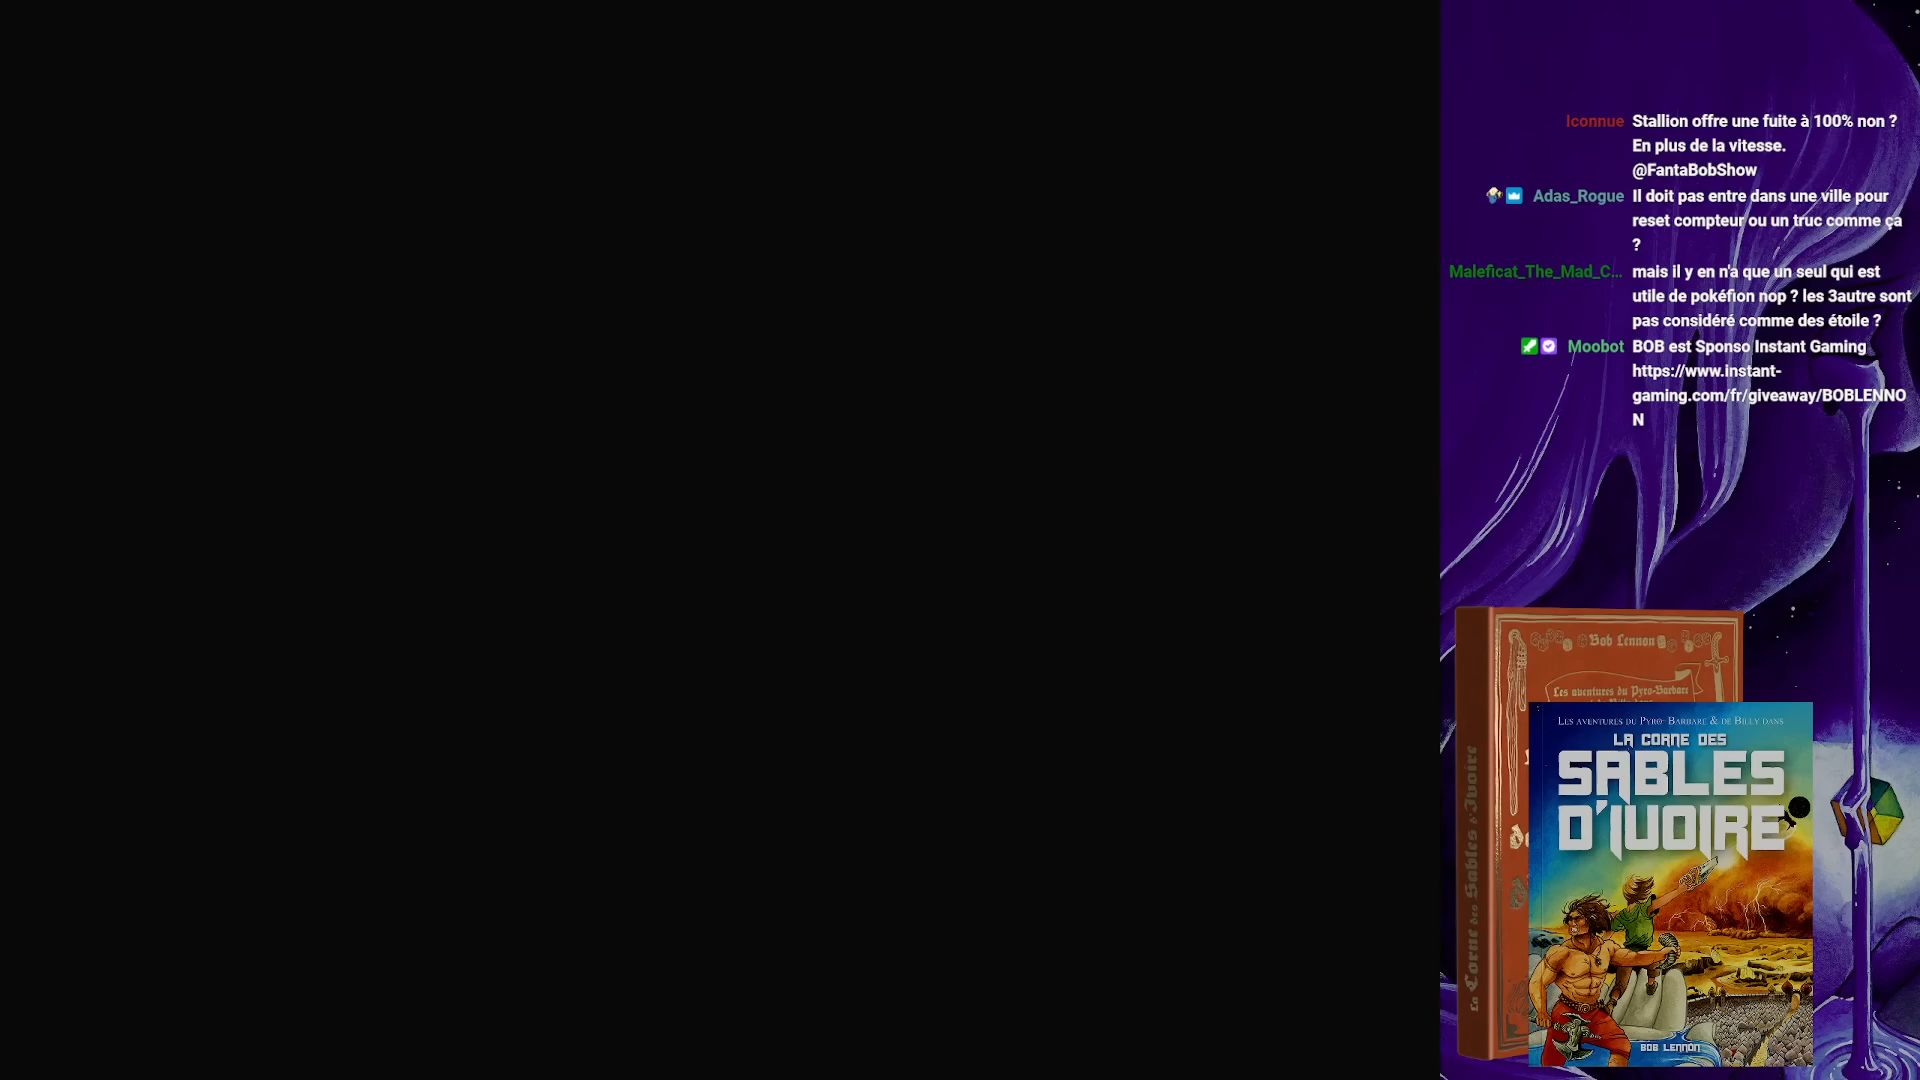 Iconnue Stallion offre une fuite à 100% non ?
En plus de la vitesse.
@FantaBobShow
Adas_Rogue Il doit pas entre dans une ville pour
reset compteur ou un truc comme ça
?
Maleficat_The_Mad_C... mais il y en n'a que un seul qui est
utile de pokéfion nop ? les 3autre sont
pas considéré comme des étoile ?
Moobot BOB est Sponso Instant Gaming
https://www.instant-
gaming.com/fr/giveaway/BOBLENNO
N
Bob Lennon
Les aventures du Pyro-Barbare
La Corne des Sables d'Ivoire
Les aventures du Pyro-Barbare & de Billy dans
LA CORNE DES
SABLES
D'IVOIRE
BOB LENNON